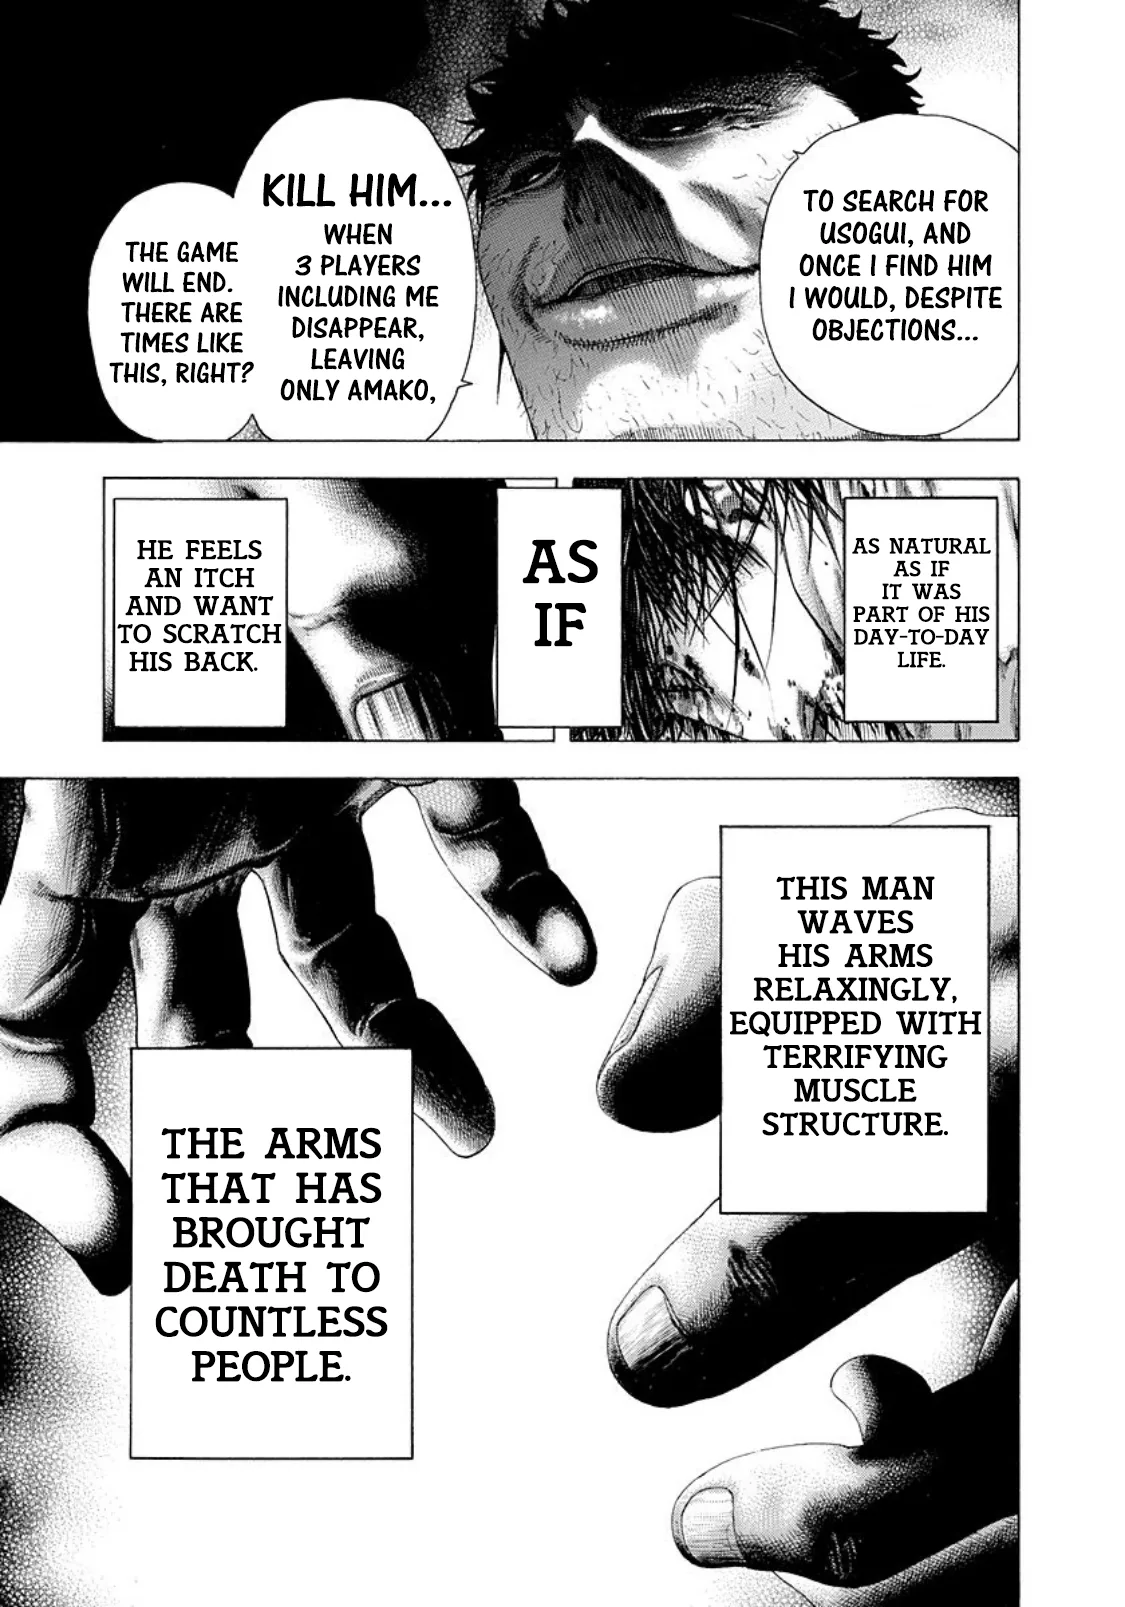 TO SEARCH FOR
USOGUI, AND
ONCE I FIND HIM
I WOULD, DESPITE
OBJECTIONS...
KILL HIM...
WHEN
3 PLAYERS
INCLUDING ME
DISAPPEAR,
LEAVING
ONLY AMAKO,
THE GAME
WILL END.
THERE ARE
TIMES LIKE
THIS, RIGHT?
AS NATURAL
AS IF
IT WAS
PART OF HIS
DAY-TO-DAY
LIFE.
AS
IF
HE FEELS
AN ITCH
AND WANT
TO SCRATCH
HIS BACK.
THIS MAN
WAVES
HIS ARMS
RELAXINGLY,
EQUIPPED WITH
TERRIFYING
MUSCLE
STRUCTURE.
THE ARMS
THAT HAS
BROUGHT
DEATH TO
COUNTLESS
PEOPLE.